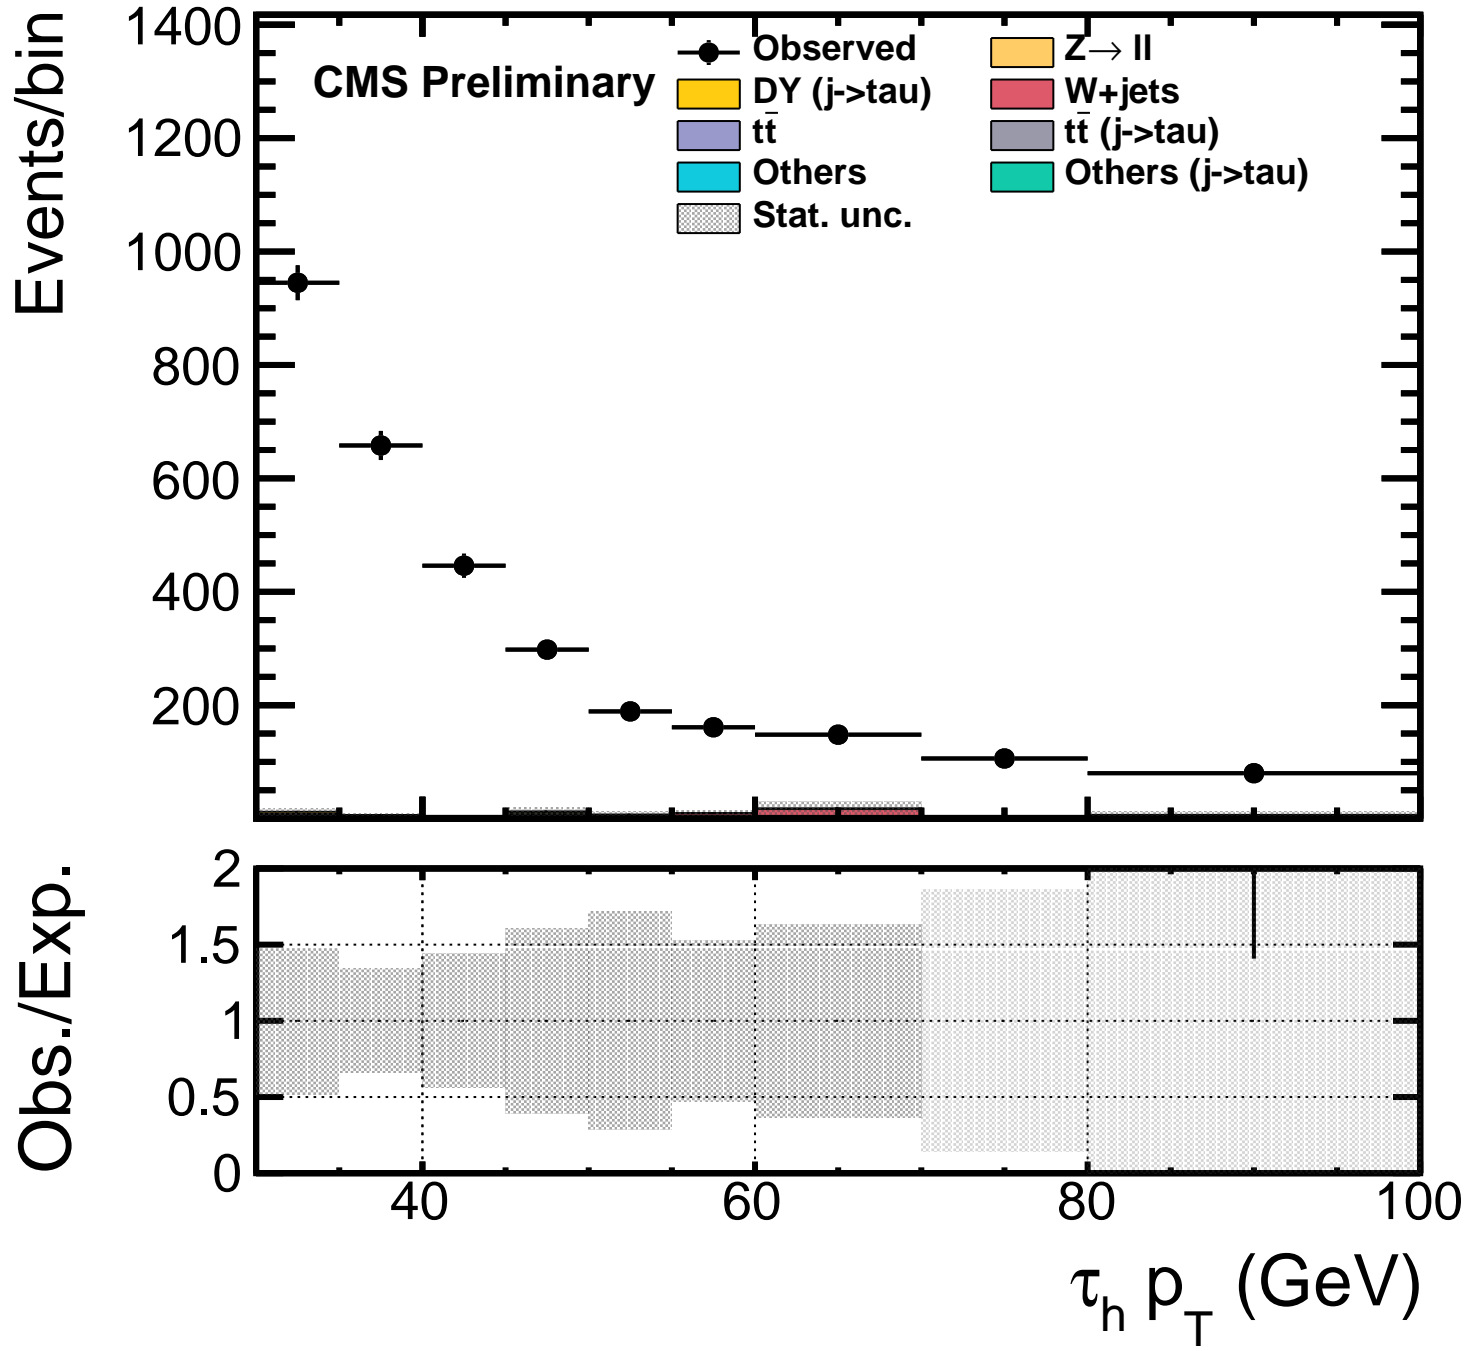 Events/bin
1400
1200
1000
800
600
400
200
CMS Preliminary
Observed
Z→ ll
DY (j->tau)
W+jets
tt̄
tt̄ (j->tau)
Others
Others (j->tau)
Stat. unc.
Obs./Exp.
2
1.5
1
0.5
0
40
60
80
100
τh pT (GeV)